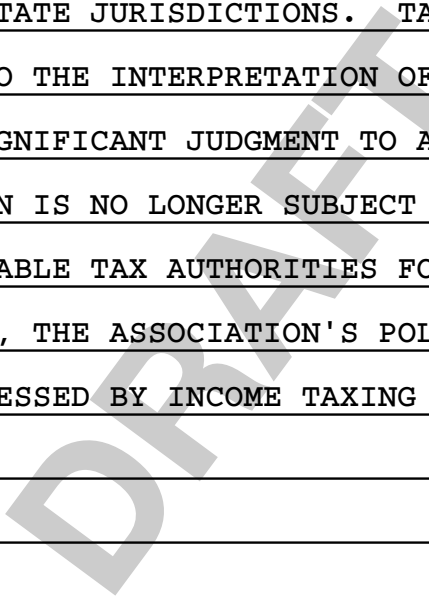 TATE JURISDICTIONS. TA
O THE INTERPRETATION OF
GNIFICANT JUDGMENT TO A
N IS NO LONGER SUBJECT
ABLE TAX AUTHORITIES FO
, THE ASSOCIATION'S POL
ESSED BY INCOME TAXING
DRAFT